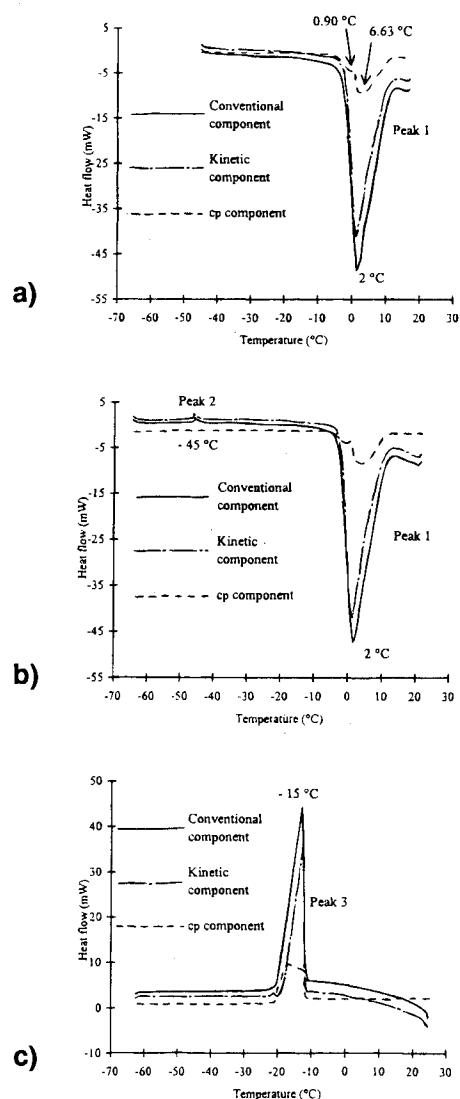 0.90 °C
6.63 °C
5
-5
-15
-25
-35
-45
-55
Heat flow (mW)
Conventional
component
Kinetic
component
cp component
Peak 1
2 °C
-70 -60 -50 -40 -30 -20 -10 0 10 20 30
Temperature (°C)
a)
Peak 2
- 45 °C
5
-5
-15
-25
-35
-45
-55
Heat flow (mW)
Conventional
component
Kinetic
component
cp component
Peak 1
2 °C
-70 -60 -50 -40 -30 -20 -10 0 10 20 30
Temperature (°C)
b)
- 15 °C
50
40
30
20
10
0
-10
Heat flow (mW)
Conventional
component
Kinetic
component
cp component
Peak 3
-70 -60 -50 -40 -30 -20 -10 0 10 20 30
Temperature (°C)
c)